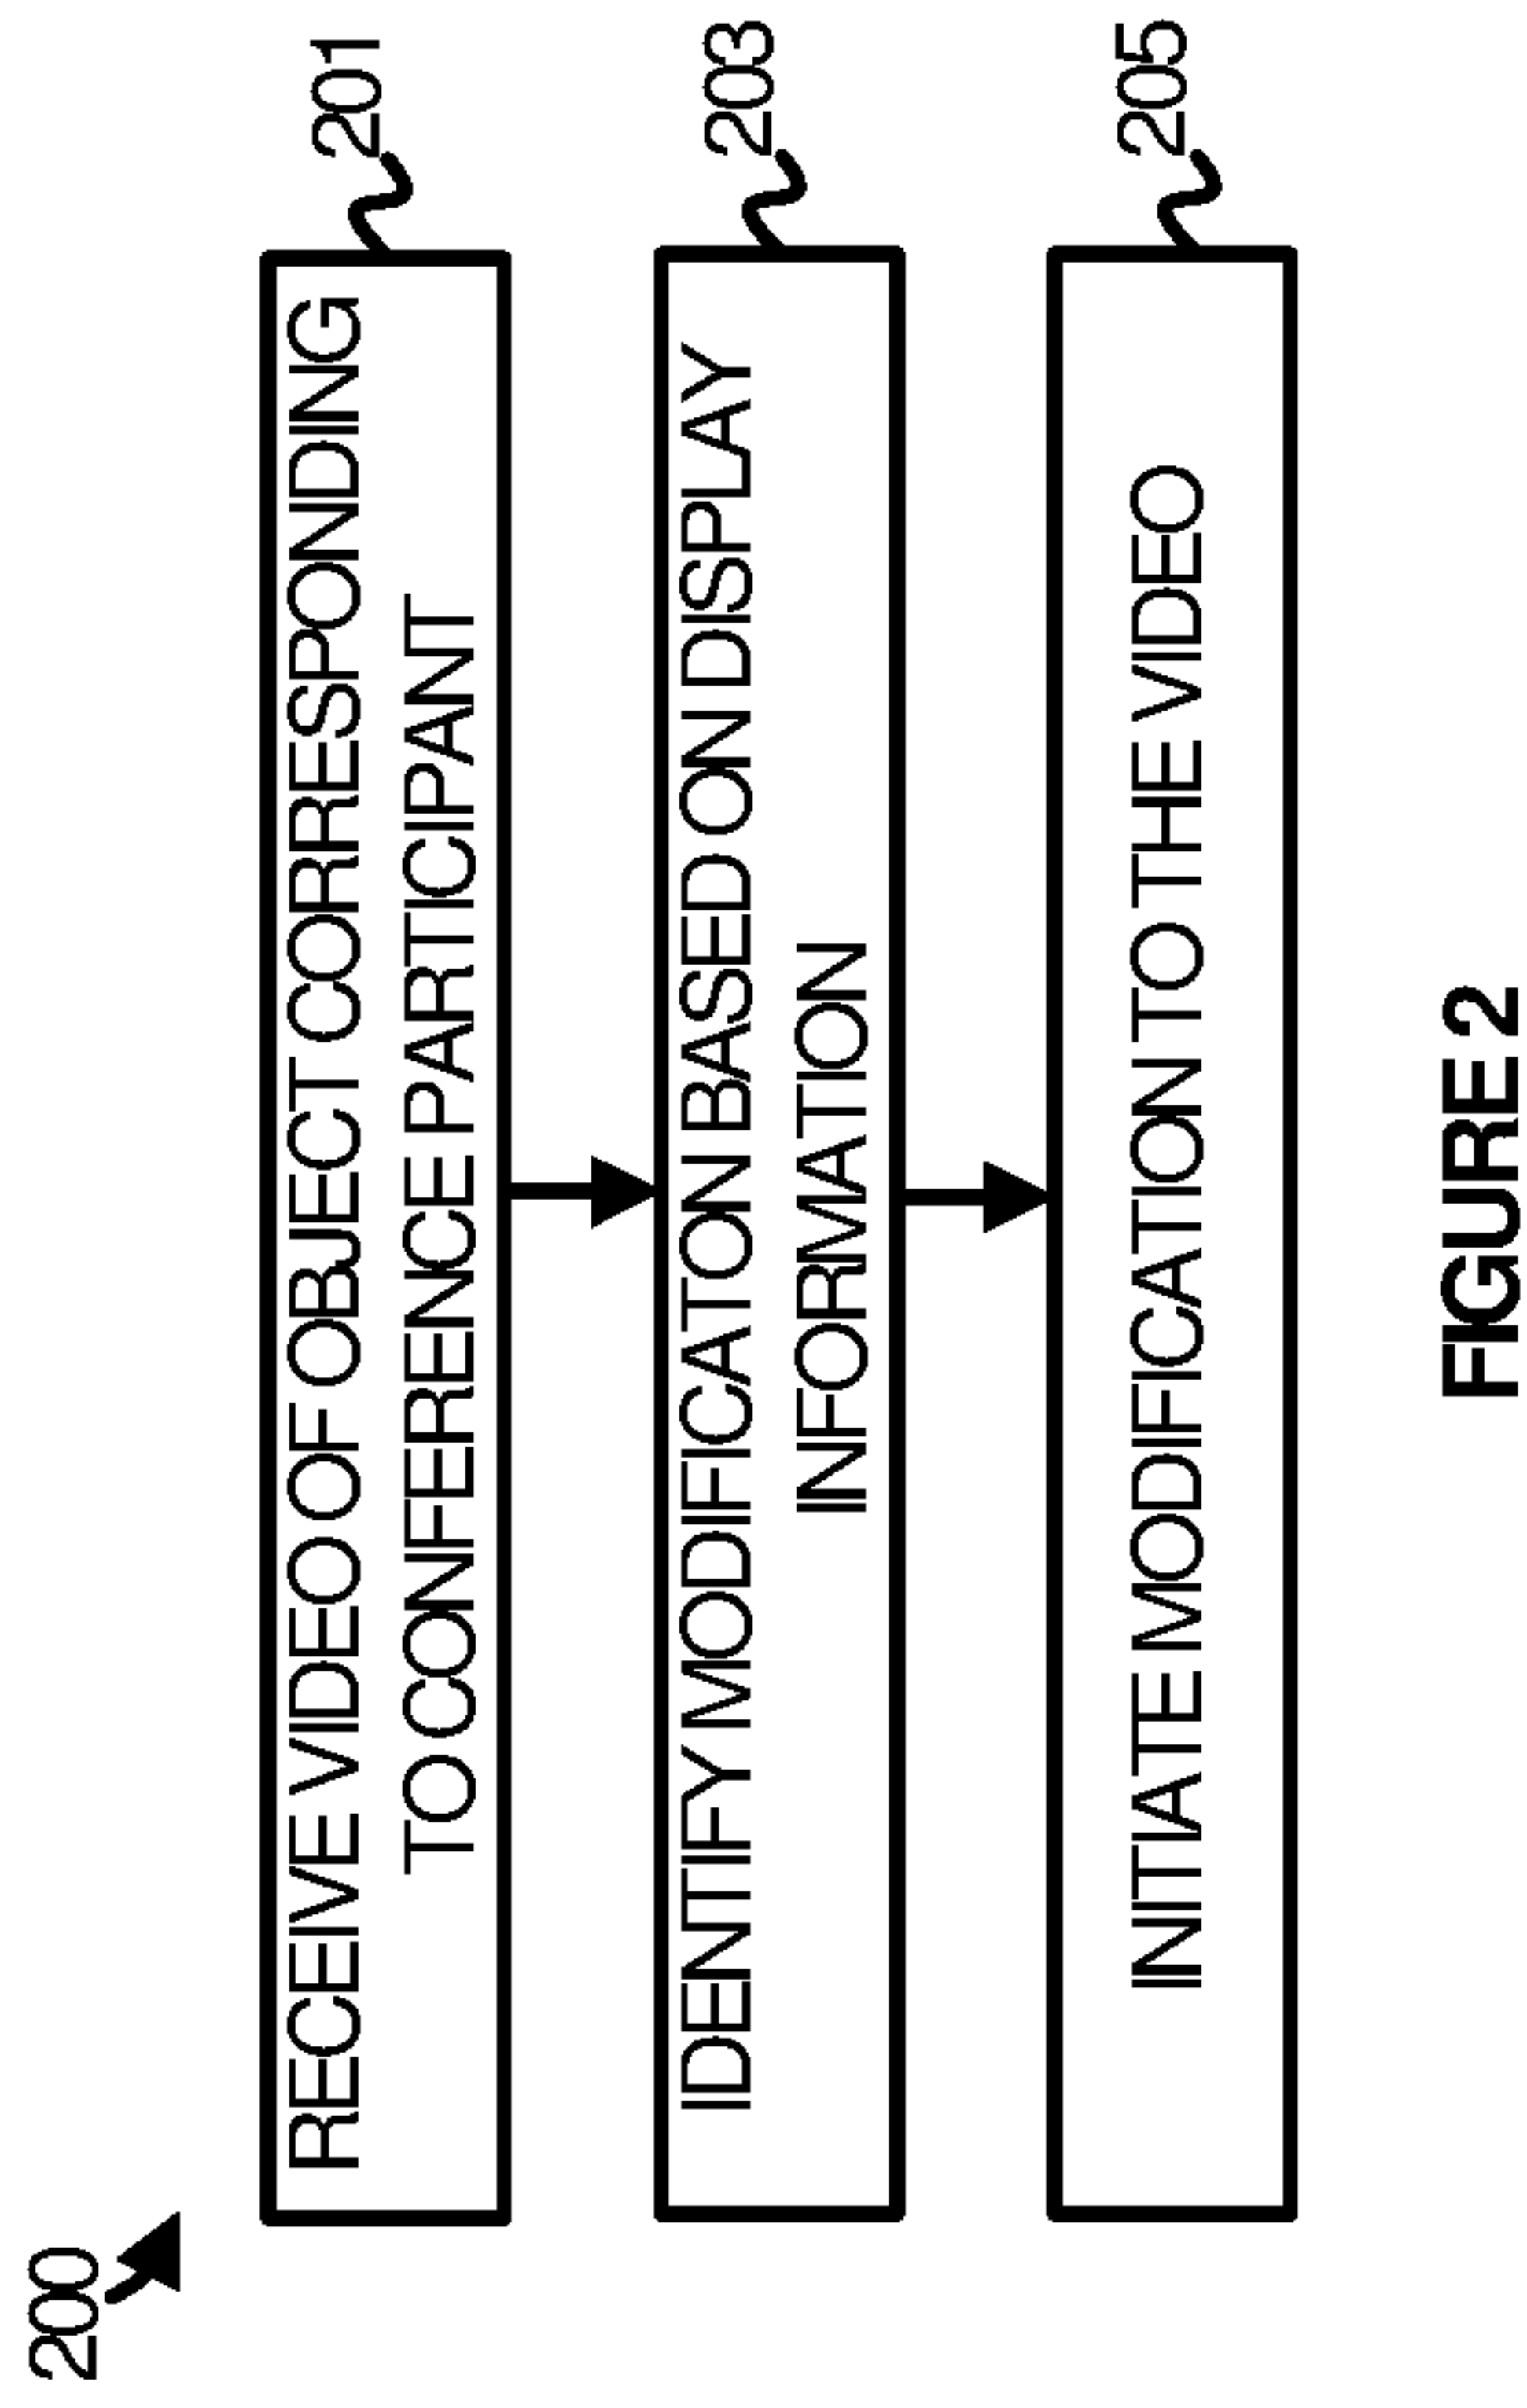 200
RECEIVE VIDEO OF OBJECT CORRESPONDING
TO CONFERENCE PARTICIPANT
201
IDENTIFY MODIFICATON BASED ON DISPLAY
INFORMATION
203
INITIATE MODIFICATION TO THE VIDEO
205
FIGURE 2